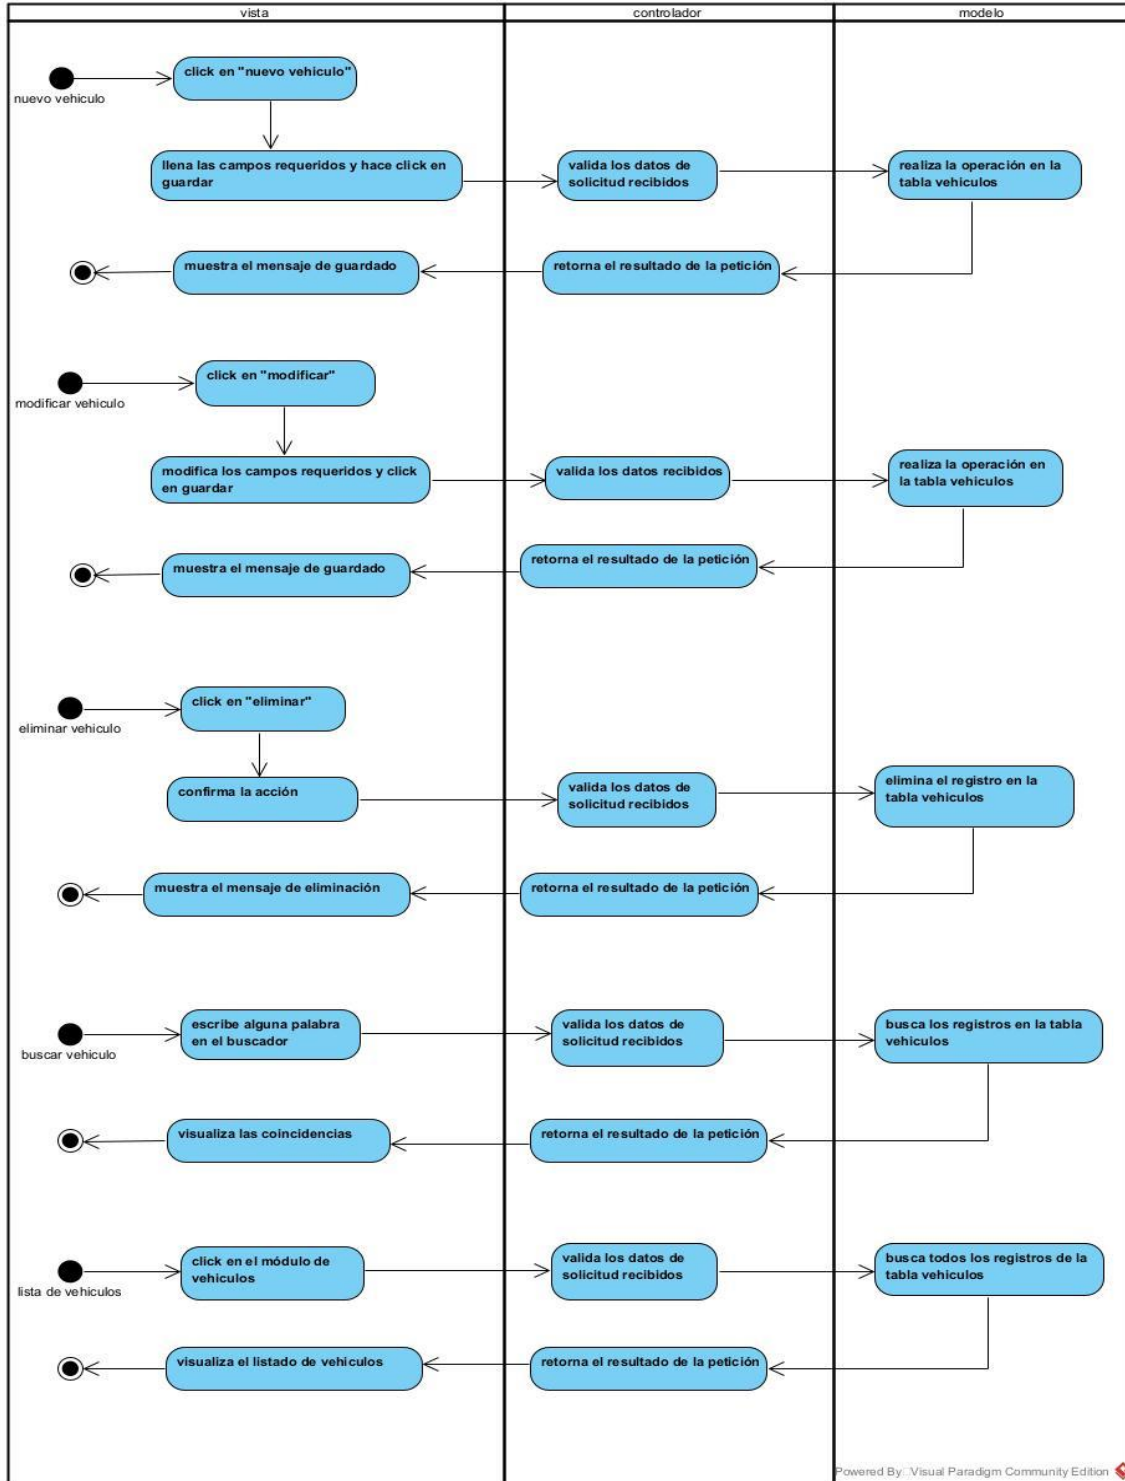 vista
controlador
modelo
nuevo vehiculo
click en "nuevo vehiculo"
llena las campos requeridos y hace click en
guardar
valida los datos de
solicitud recibidos
realiza la operación en la
tabla vehiculos
muestra el mensaje de guardado
retorna el resultado de la petición
modificar vehiculo
click en "modificar"
modifica los campos requeridos y click
en guardar
valida los datos recibidos
realiza la operación en
la tabla vehiculos
muestra el mensaje de guardado
retorna el resultado de la petición
eliminar vehiculo
click en "eliminar"
confirma la acción
valida los datos de
solicitud recibidos
elimina el registro en la
tabla vehiculos
muestra el mensaje de eliminación
retorna el resultado de la petición
buscar vehiculo
escribe alguna palabra
en el buscador
valida los datos de
solicitud recibidos
busca los registros en la tabla
vehiculos
visualiza las coincidencias
retorna el resultado de la petición
lista de vehiculos
click en el módulo de
vehiculos
valida los datos de
solicitud recibidos
busca todos los registros de la
tabla vehiculos
visualiza el listado de vehiculos
retorna el resultado de la petición
Powered By Visual Paradigm Community Edition